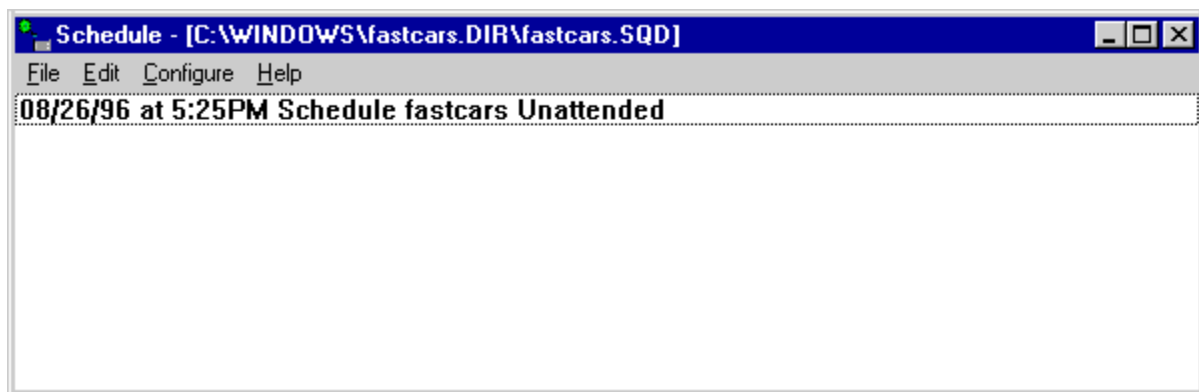 Schedule - [C:\WINDOWS\fastcars.DIR\fastcars.SQD]
File Edit Configure Help
08/26/96 at 5:25PM Schedule fastcars Unattended